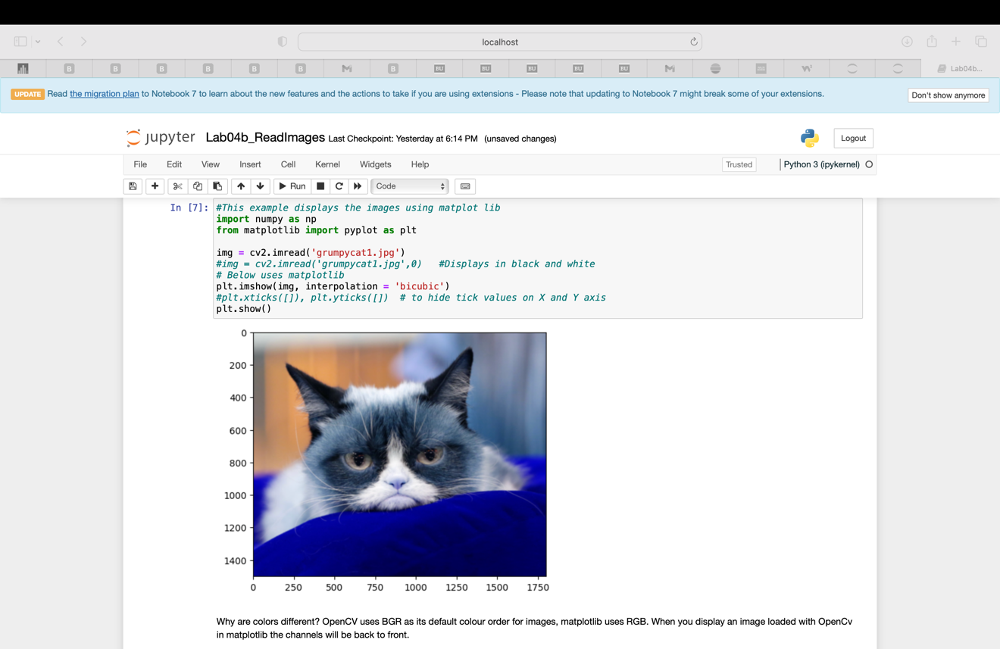 localhost
B B B B B B B BU BU BU BU BU Lab04b...
UPDATE Read the migration plan to Notebook 7 to learn about the new features and the actions to take if you are using extensions - Please note that updating to Notebook 7 might break some of your extensions. Don't show anymore
jupyter Lab04b_ReadImages Last Checkpoint: Yesterday at 6:14 PM (unsaved changes) Logout
File Edit View Insert Cell Kernel Widgets Help Trusted Python 3 (ipykernel)
Run Code
In [7]: #This example displays the images using matplot lib
import numpy as np
from matplotlib import pyplot as plt
img = cv2.imread('grumpycat1.jpg')
#img = cv2.imread('grumpycat1.jpg',0) #Displays in black and white
# Below uses matplotlib
plt.imshow(img, interpolation = 'bicubic')
#plt.xticks([]), plt.yticks([]) # to hide tick values on X and Y axis
plt.show()
0
200
400
600
800
1000
1200
1400
0 250 500 750 1000 1250 1500 1750
Why are colors different? OpenCV uses BGR as its default colour order for images, matplotlib uses RGB. When you display an image loaded with OpenCv
in matplotlib the channels will be back to front.